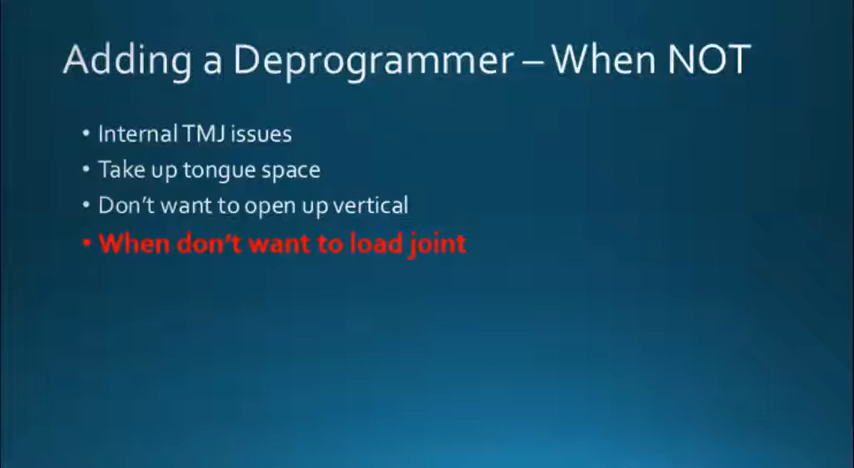 Adding a Deprogrammer – When NOT
• Internal TMJ issues
• Take up tongue space
• Don't want to open up vertical
• When don't want to load joint